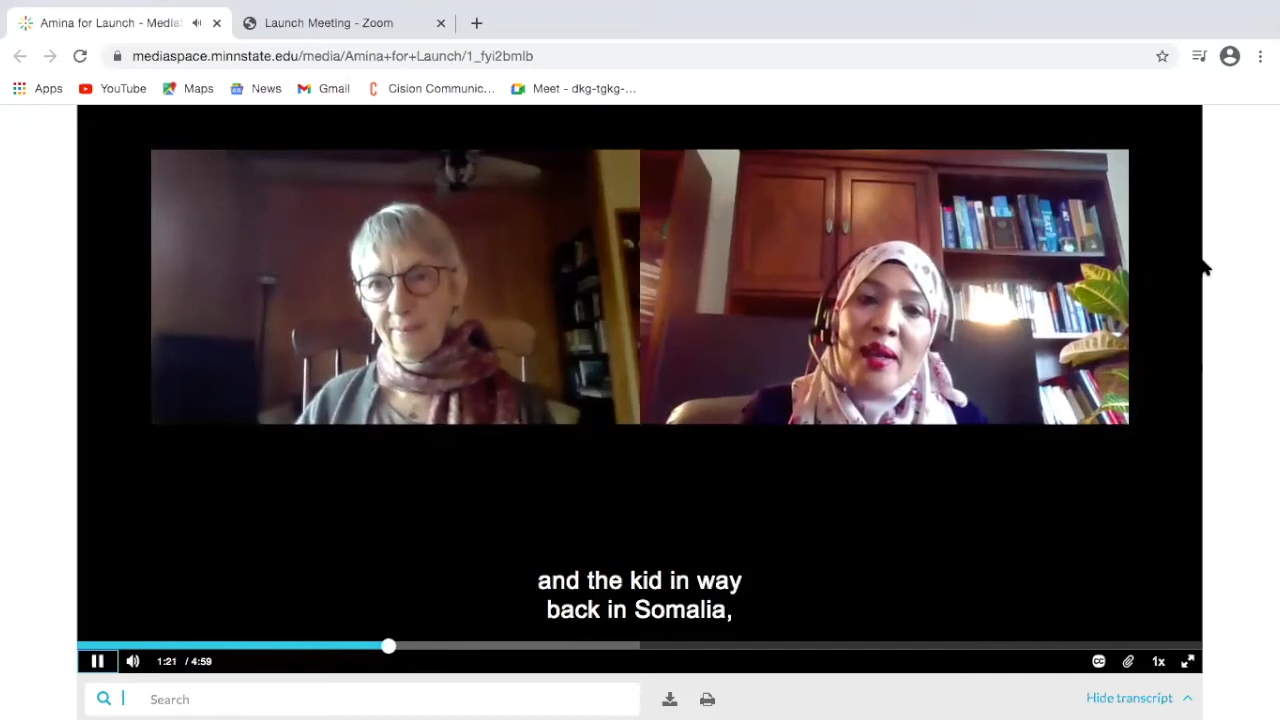 Amina for Launch - Media
Launch Meeting - Zoom
mediaspace.minnstate.edu/media/Amina+for+Launch/1_fyi2bmlb
Apps YouTube Maps News Gmail Cision Communic... Meet - dkg-tgkg-...
and the kid in way
back in Somalia,
1:21 / 4:59 CC 1x
Search Hide transcript